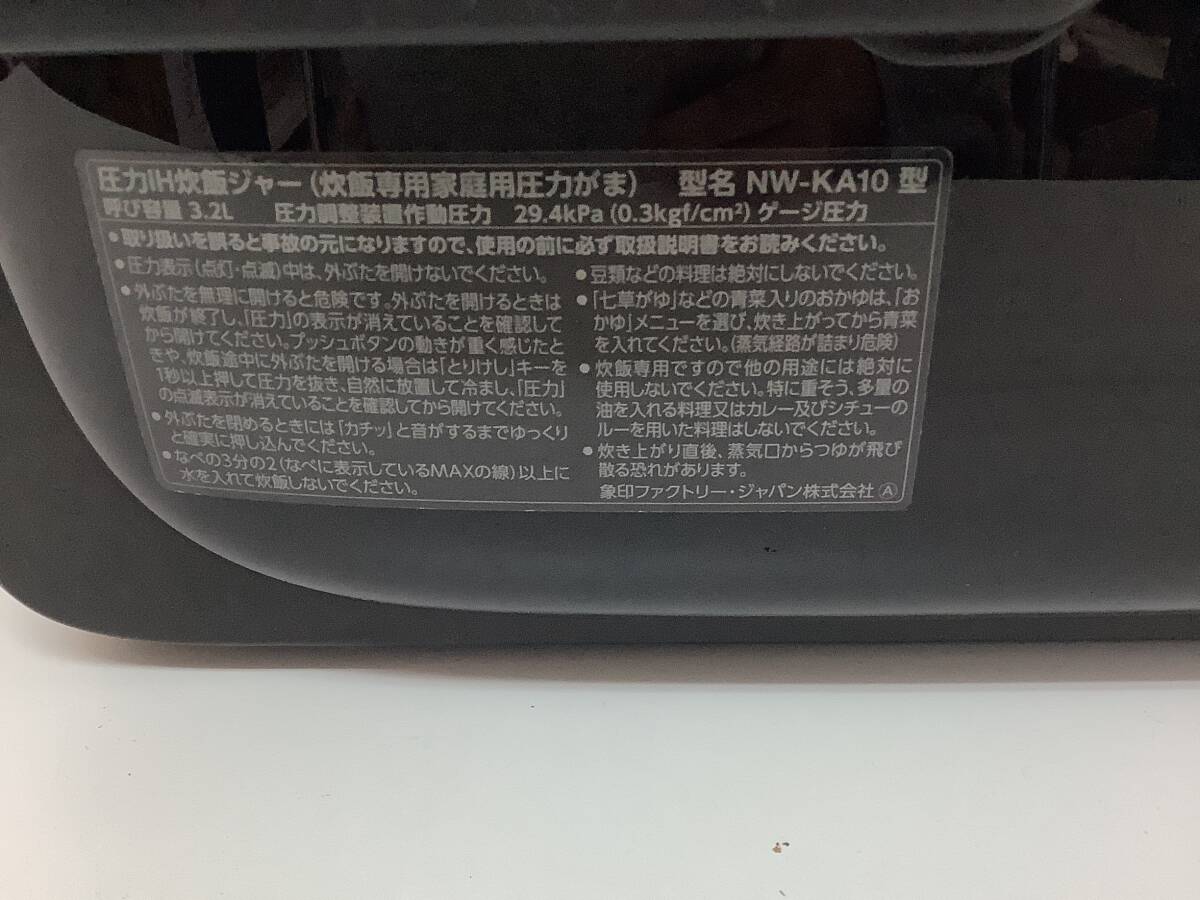 圧力IH炊飯ジャー(炊飯専用家庭用圧力がま) 型名 NW-KA10 型
呼び容量 3.2L 圧力調整装置作動圧力 29.4kPa (0.3kgf/cm²) ゲージ圧力
●取り扱いを誤ると事故の元になりますので、使用の前に必ず取扱説明書をお読みください。
●圧力表示(点灯・点滅)中は、外ぶたを開けないでください。
●外ぶたを無理に開けると危険です。外ぶたを開けるときは
炊飯が終了し、「圧力」の表示が消えていることを確認して
から開けてください。プッシュボタンの動きが重く感じたと
きや、炊飯途中に外ぶたを開ける場合は「とりけし」キーを
1秒以上押して圧力を抜き、自然に放置して冷まし、「圧力」
の点滅表示が消えていることを確認してから開けてください。
●外ぶたを閉めるときには「カチッ」と音がするまでゆっくり
と確実に押し込んでください。
●なべの3分の2(なべに表示しているMAXの線)以上に
水を入れて炊飯しないでください。
●豆類などの料理は絶対にしないでください。
●「七草がゆ」などの青菜入りのおかゆは、「お
かゆ」メニューを選び、炊き上がってから青菜
を入れてください。(蒸気経路が詰まり危険)
●炊飯専用ですので他の用途には絶対に
使用しないでください。特に重そう、多量の
油を入れる料理又はカレー及びシチューの
ルーを用いた料理はしないでください。
●炊き上がり直後、蒸気口からつゆが飛び
散る恐れがあります。
象印ファクトリー・ジャパン株式会社 Ⓐ